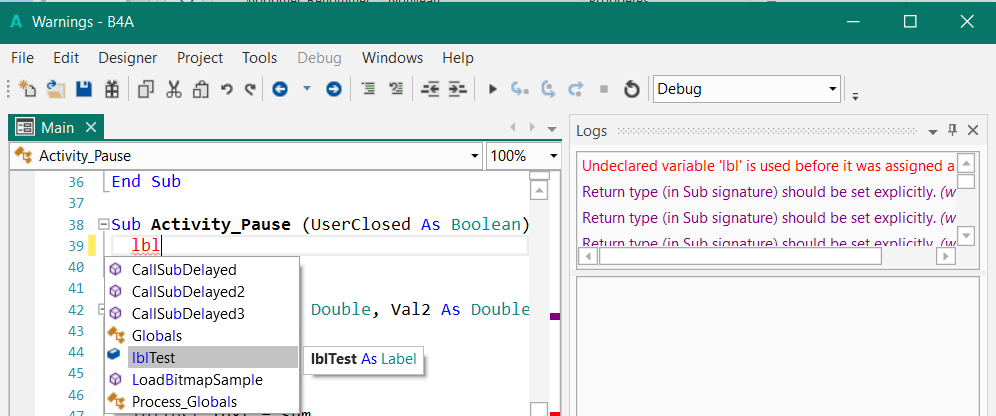 A Warnings - B4A
File Edit Designer Project Tools Debug Windows Help
Debug
Main
Logs
Activity_Pause 100%
Undeclared variable 'lbl' is used before it was assigned a
Return type (in Sub signature) should be set explicitly. (w
Return type (in Sub signature) should be set explicitly. (w
Return type (in Sub signature) should be set explicitly. (w
36 End Sub
37
38 Sub Activity_Pause (UserClosed As Boolean)
39 lbl
40 CallSubDelayed
41 CallSubDelayed2
42 CallSubDelayed3 Double, Val2 As Double
43 Globals
44 lblTest lblTest As Label
45 LoadBitmapSample
46 Process_Globals
47